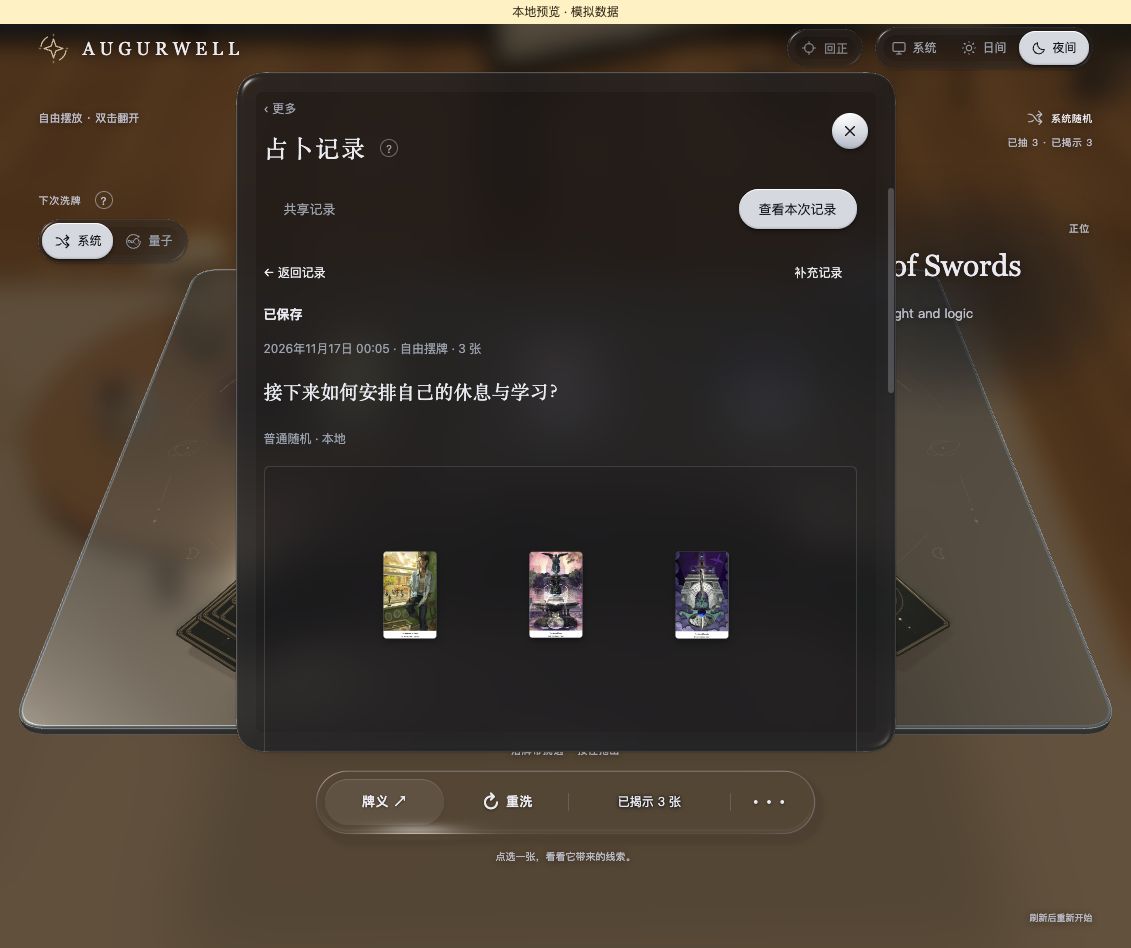 本地预览 · 模拟数据
AUGURWELL
回正
系统
日间
夜间
自由摆放 · 双击翻开
系统随机
已抽 3 · 已揭示 3
下次洗牌 ?
系统
量子
正位
of Swords
ght and logic
‹ 更多
占卜记录 ?
共享记录
查看本次记录
← 返回记录
补充记录
已保存
2026年11月17日 00:05 · 自由摆牌 · 3 张
接下来如何安排自己的休息与学习?
普通随机 · 本地
牌义 ↗
重洗
已揭示 3 张
点选一张，看看它带来的线索。
刷新后重新开始